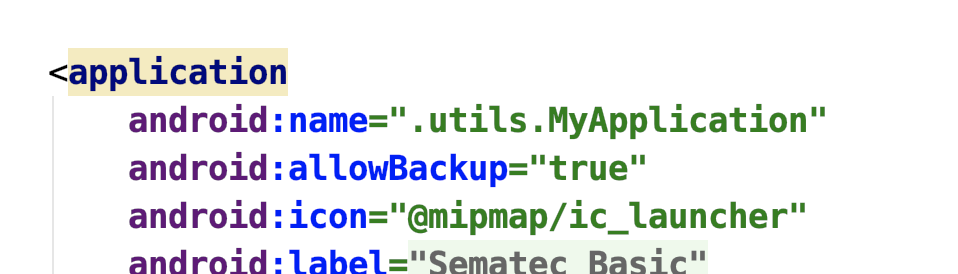 <application
android:name=".utils.MyApplication"
android:allowBackup="true"
android:icon="@mipmap/ic_launcher"
android:label="Sematec Basic"